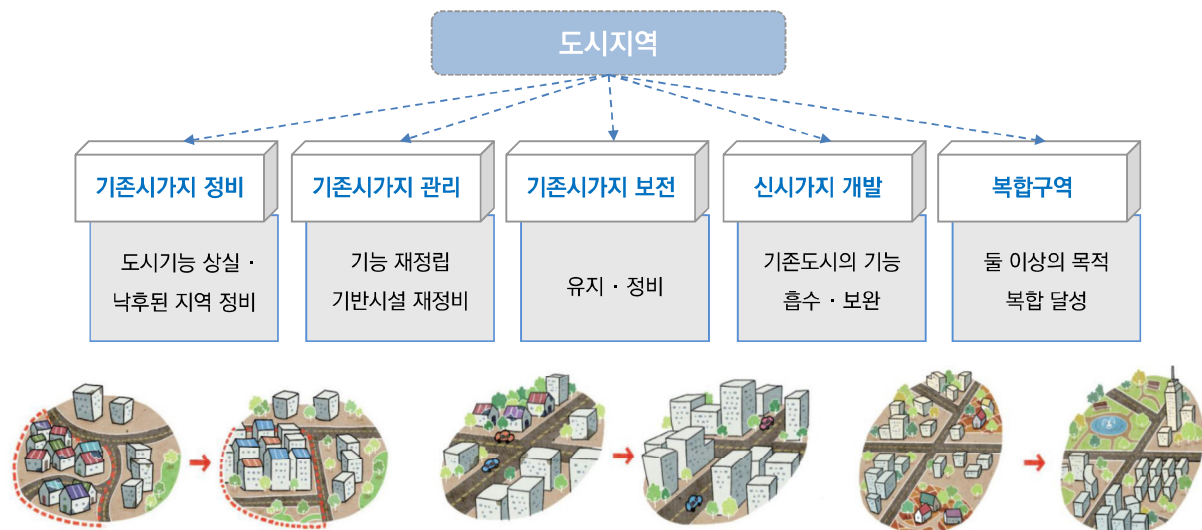 도시지역
기존시가지 정비
기존시가지 관리
기존시가지 보전
신시가지 개발
복합구역
도시기능 상실 ·
낙후된 지역 정비
기능 재정립
기반시설 재정비
유지 · 정비
기존도시의 기능
흡수 · 보완
둘 이상의 목적
복합 달성